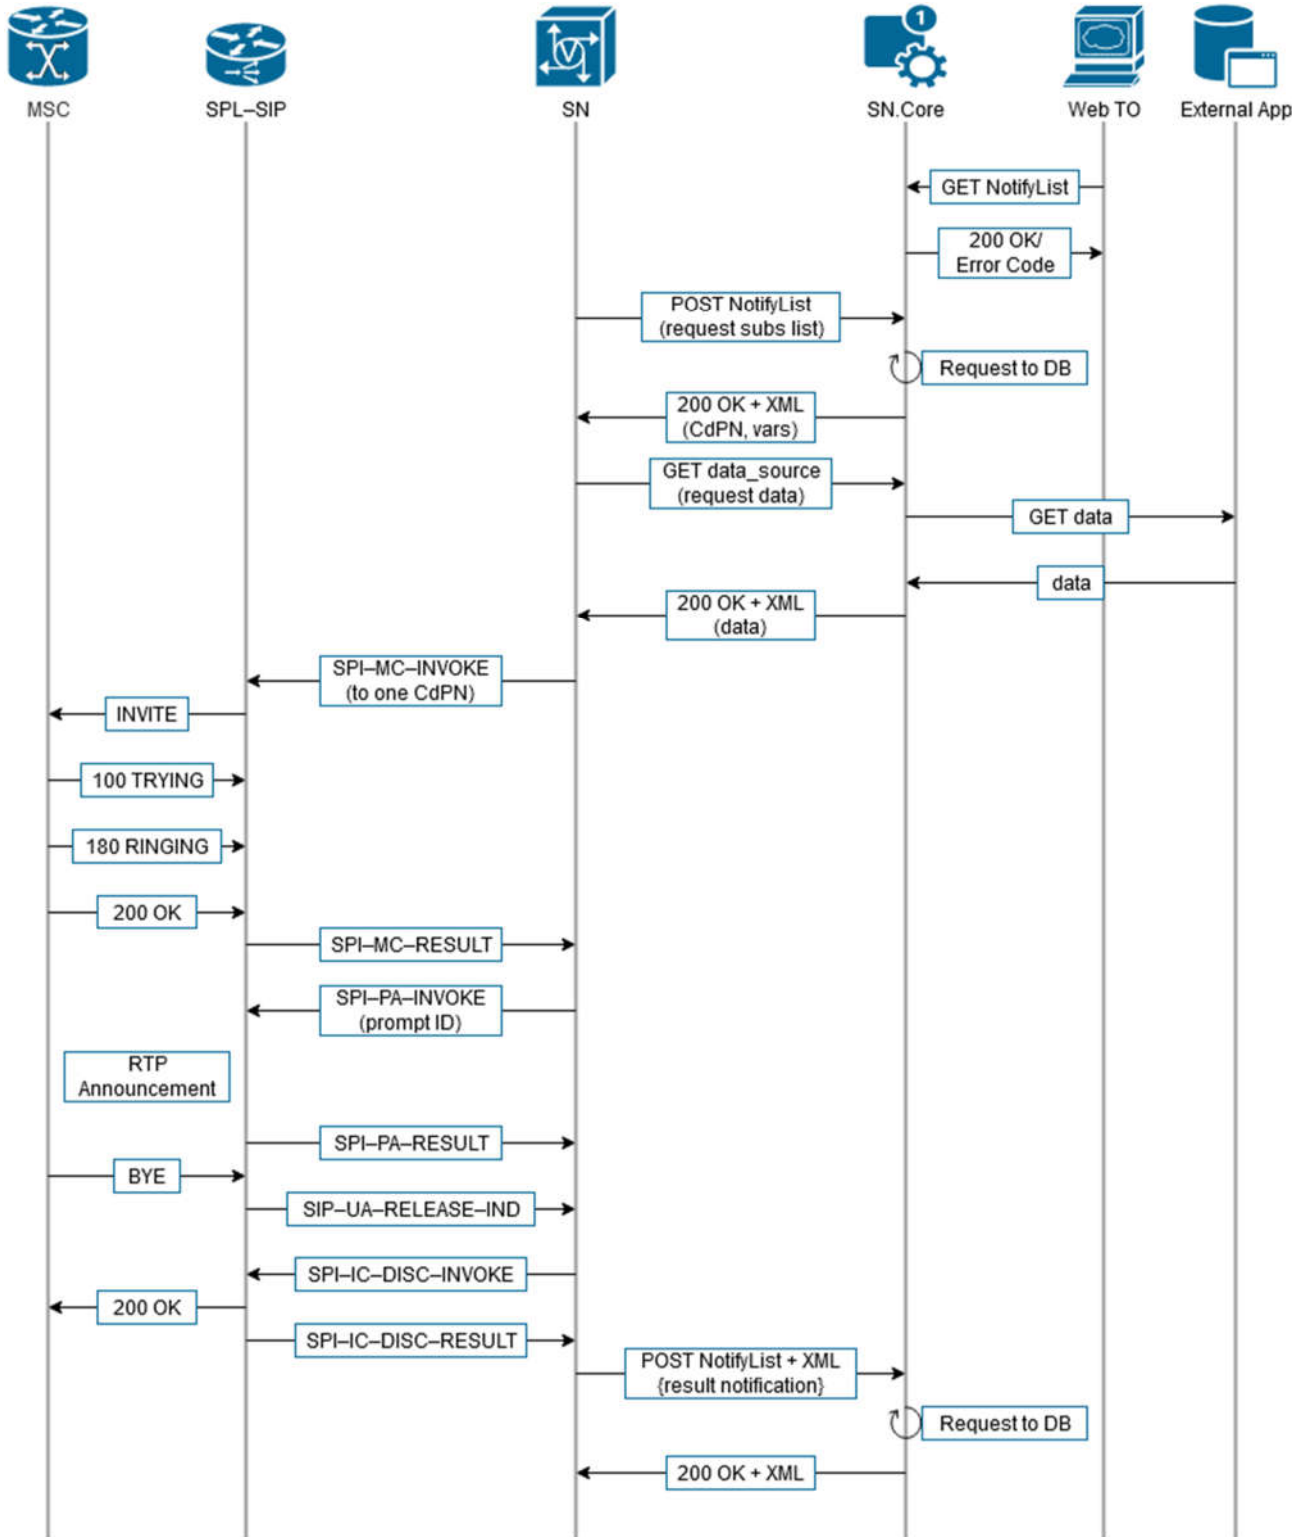 1
V
MSC
SPL–SIP
SN
SN.Core
Web TO
External App
GET NotifyList
200 OK/
Error Code
POST NotifyList
(request subs list)
Request to DB
200 OK + XML
(CdPN, vars)
GET data_source
(request data)
GET data
data
200 OK + XML
(data)
SPI–MC–INVOKE
(to one CdPN)
INVITE
100 TRYING
180 RINGING
200 OK
SPI–MC–RESULT
SPI–PA–INVOKE
(prompt ID)
RTP
Announcement
SPI–PA–RESULT
BYE
SIP–UA–RELEASE–IND
SPI–IC–DISC–INVOKE
200 OK
SPI–IC–DISC–RESULT
POST NotifyList + XML
{result notification}
Request to DB
200 OK + XML